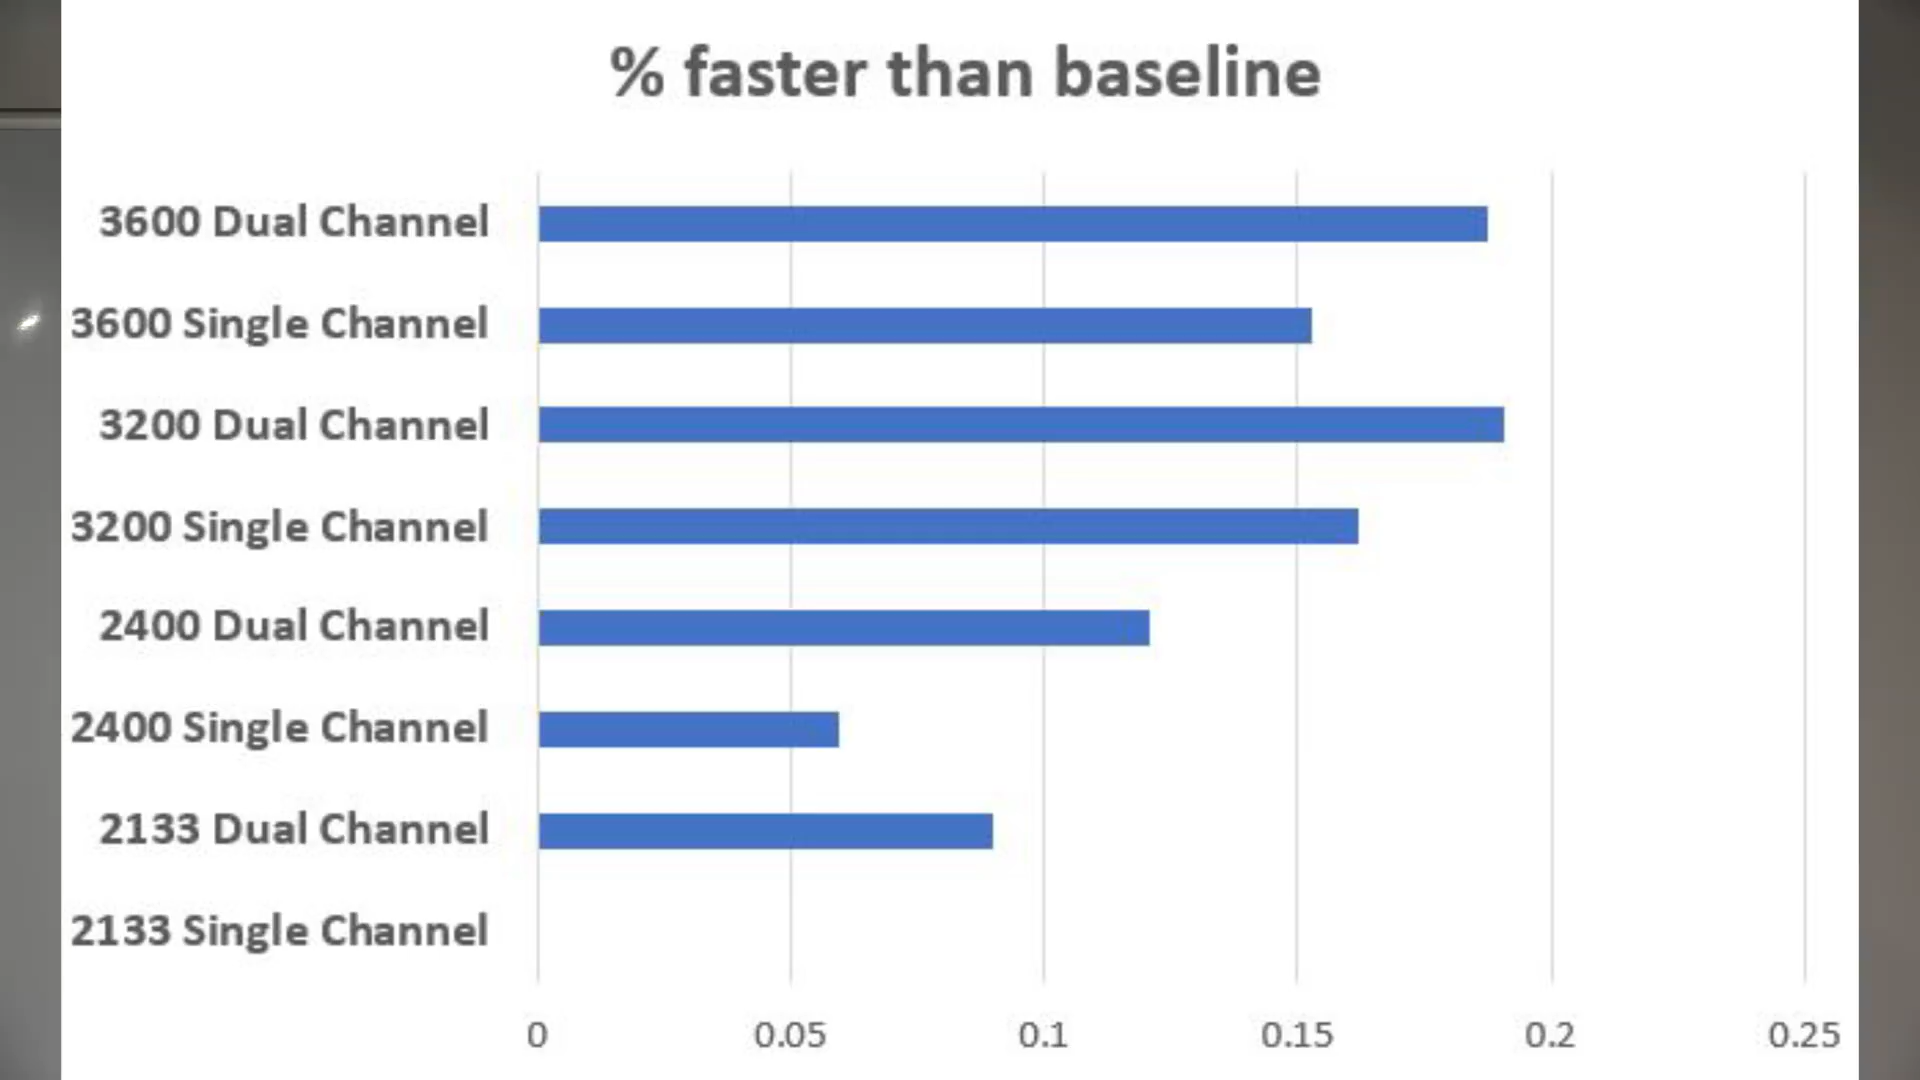 % faster than baseline
3600 Dual Channel
3600 Single Channel
3200 Dual Channel
3200 Single Channel
2400 Dual Channel
2400 Single Channel
2133 Dual Channel
2133 Single Channel
0 0.05 0.1 0.15 0.2 0.25